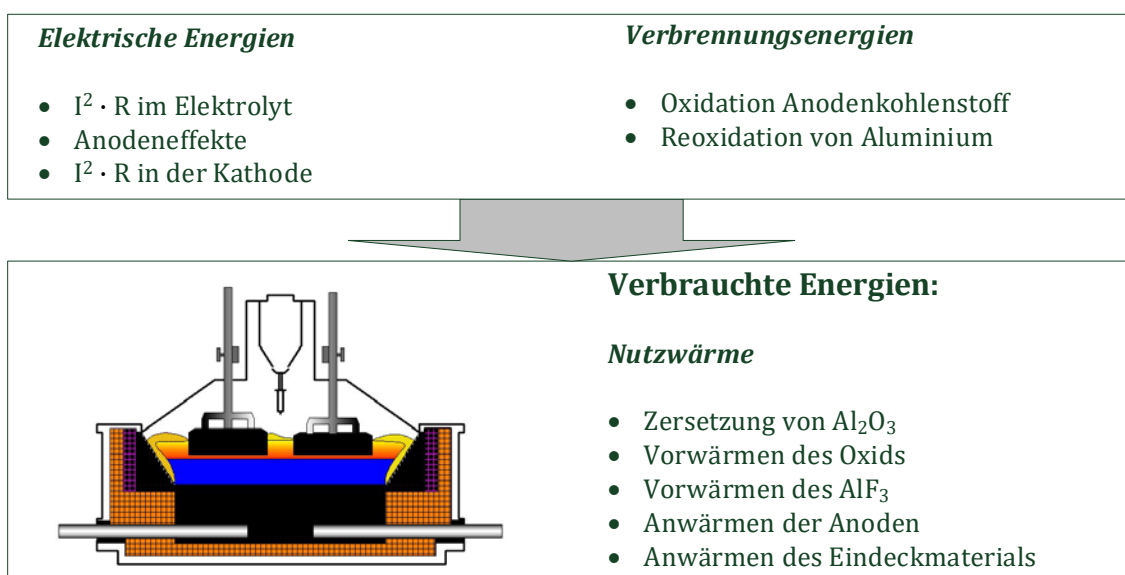 Elektrische Energien
• I² · R im Elektrolyt
• Anodeneffekte
• I² · R in der Kathode
Verbrennungsenergien
• Oxidation Anodenkohlenstoff
• Reoxidation von Aluminium
Verbrauchte Energien:
Nutzwärme
• Zersetzung von Al₂O₃
• Vorwärmen des Oxids
• Vorwärmen des AlF₃
• Anwärmen der Anoden
• Anwärmen des Eindeckmaterials